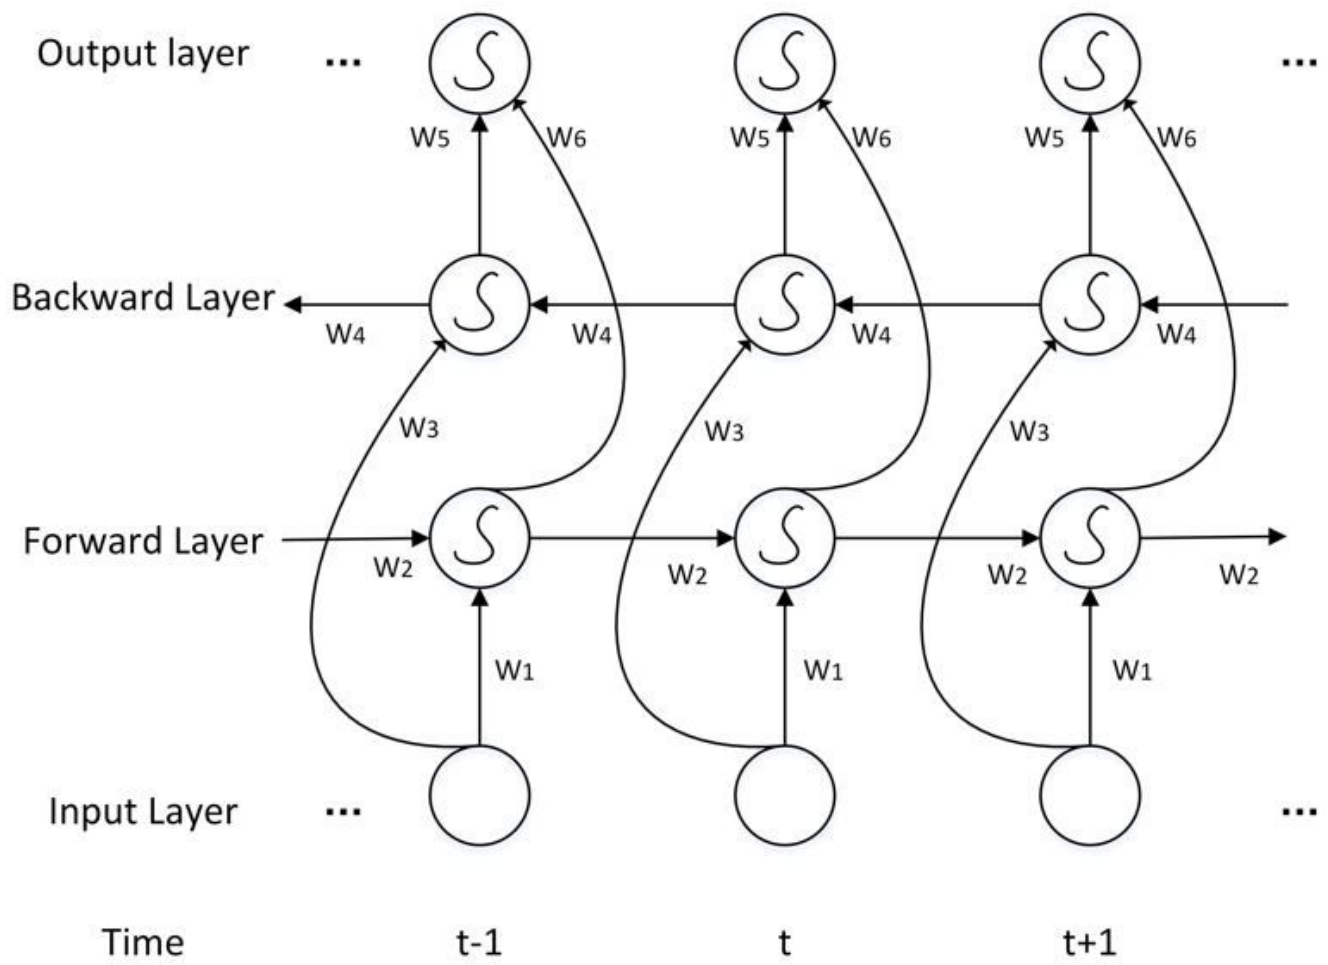 Output layer ... ...
W5 W6 W5 W6 W5 W6
Backward Layer
W4 W4 W4 W4
W3 W3 W3
Forward Layer
W2 W2 W2 W2
W1 W1 W1
Input Layer ... ...
Time t-1 t t+1